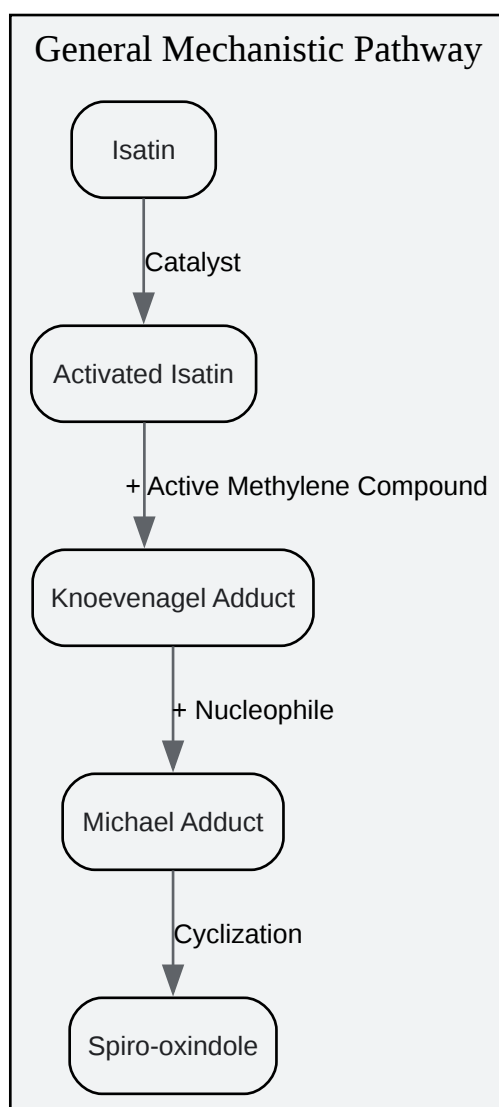 General Mechanistic Pathway
Isatin
Catalyst
Activated Isatin
+ Active Methylene Compound
Knoevenagel Adduct
+ Nucleophile
Michael Adduct
Cyclization
Spiro-oxindole